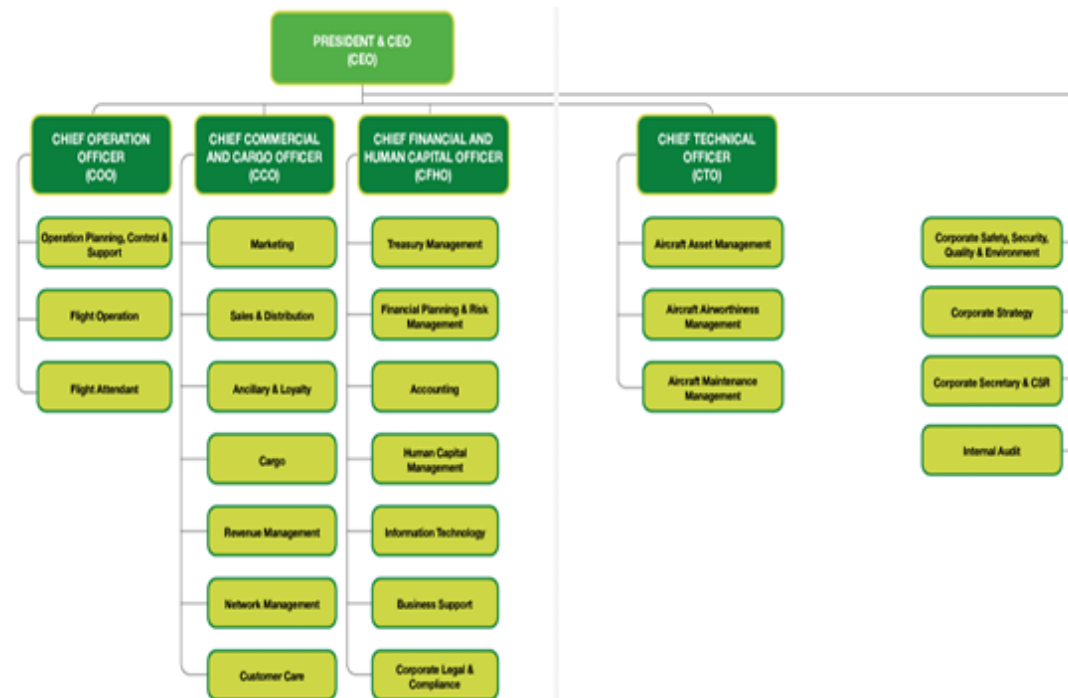 PRESIDENT & CEO
(CEO)
CHIEF OPERATION
OFFICER
(COO)
Operation Planning, Control &
Support
Flight Operation
Flight Attendant
CHIEF COMMERCIAL
AND CARGO OFFICER
(CCO)
Marketing
Sales & Distribution
Ancillary & Loyalty
Cargo
Revenue Management
Network Management
Customer Care
CHIEF FINANCIAL AND
HUMAN CAPITAL OFFICER
(CFHO)
Treasury Management
Financial Planning & Risk
Management
Accounting
Human Capital
Management
Information Technology
Business Support
Corporate Legal &
Compliance
CHIEF TECHNICAL
OFFICER
(CTO)
Aircraft Asset Management
Aircraft Airworthiness
Management
Aircraft Maintenance
Management
Corporate Safety, Security,
Quality & Environment
Corporate Strategy
Corporate Secretary & CSR
Internal Audit